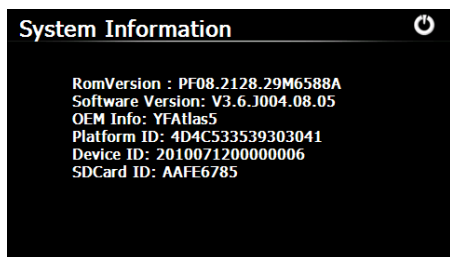 System Information
RomVersion : PF08.2128.29M6588A
Software Version: V3.6.J004.08.05
OEM Info: YFAtlas5
Platform ID: 4D4C533539303041
Device ID: 2010071200000006
SDCard ID: AAFE6785